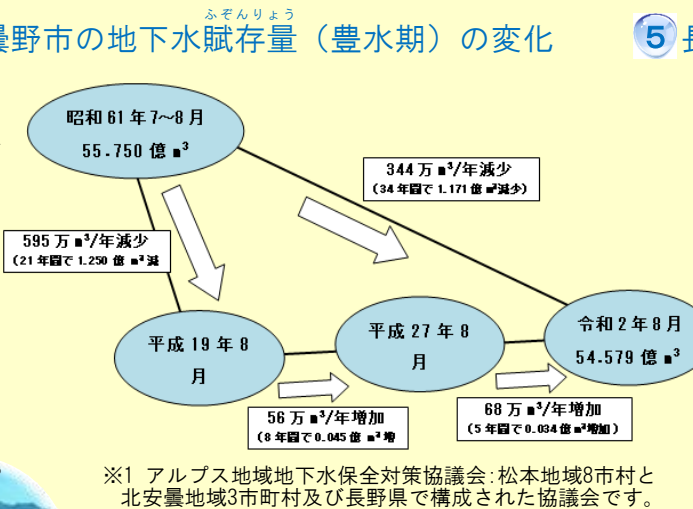 ふぞんりょう
曇野市の地下水賦存量（豊水期）の変化
5 長
昭和61年7~8月
55.750 億 m³
344万m³/年減少
（34年間で1.171億m³減少）
595万m³/年減少
（21年間で1.250億m³減
平成19年8
月
平成27年8
月
令和2年8月
54.579 億m³
56万m³/年増加
（8年間で0.045億m³増
68万m³/年増加
（5年間で0.034億m³増加）
※1 アルプス地域地下水保全対策協議会:松本地域8市村と
北安曇地域3市町村及び長野県で構成された協議会です。